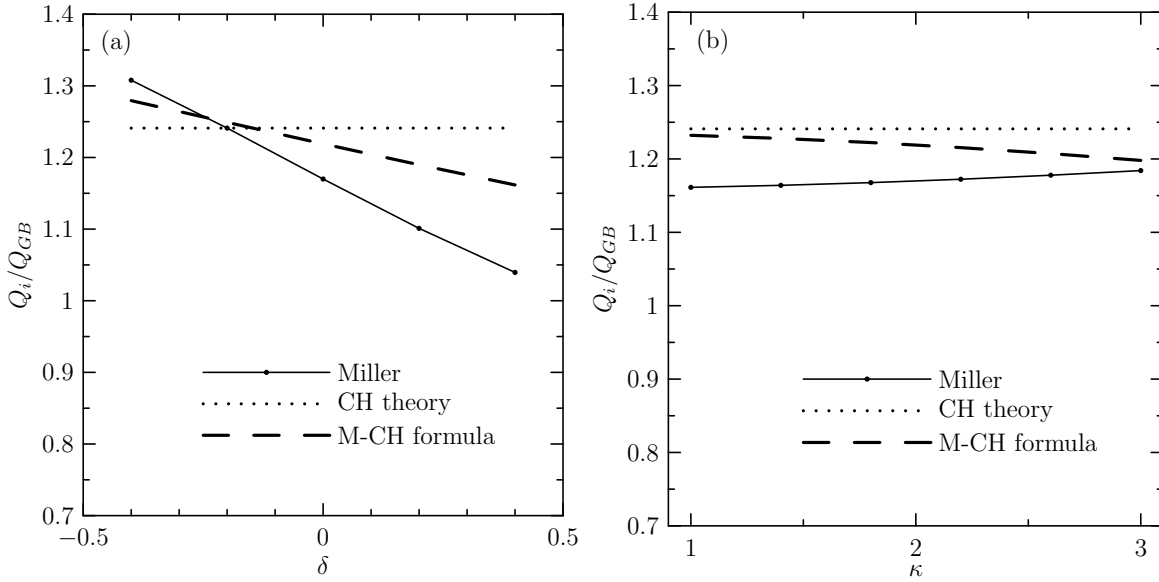 (a)
1.4
1.3
1.2
1.1
1
0.9
0.8
0.7
−0.5
0
0.5
δ
Q_i/Q_GB
Miller
CH theory
M-CH formula
(b)
1.4
1.3
1.2
1.1
1
0.9
0.8
0.7
1
2
3
κ
Q_i/Q_GB
Miller
CH theory
M-CH formula